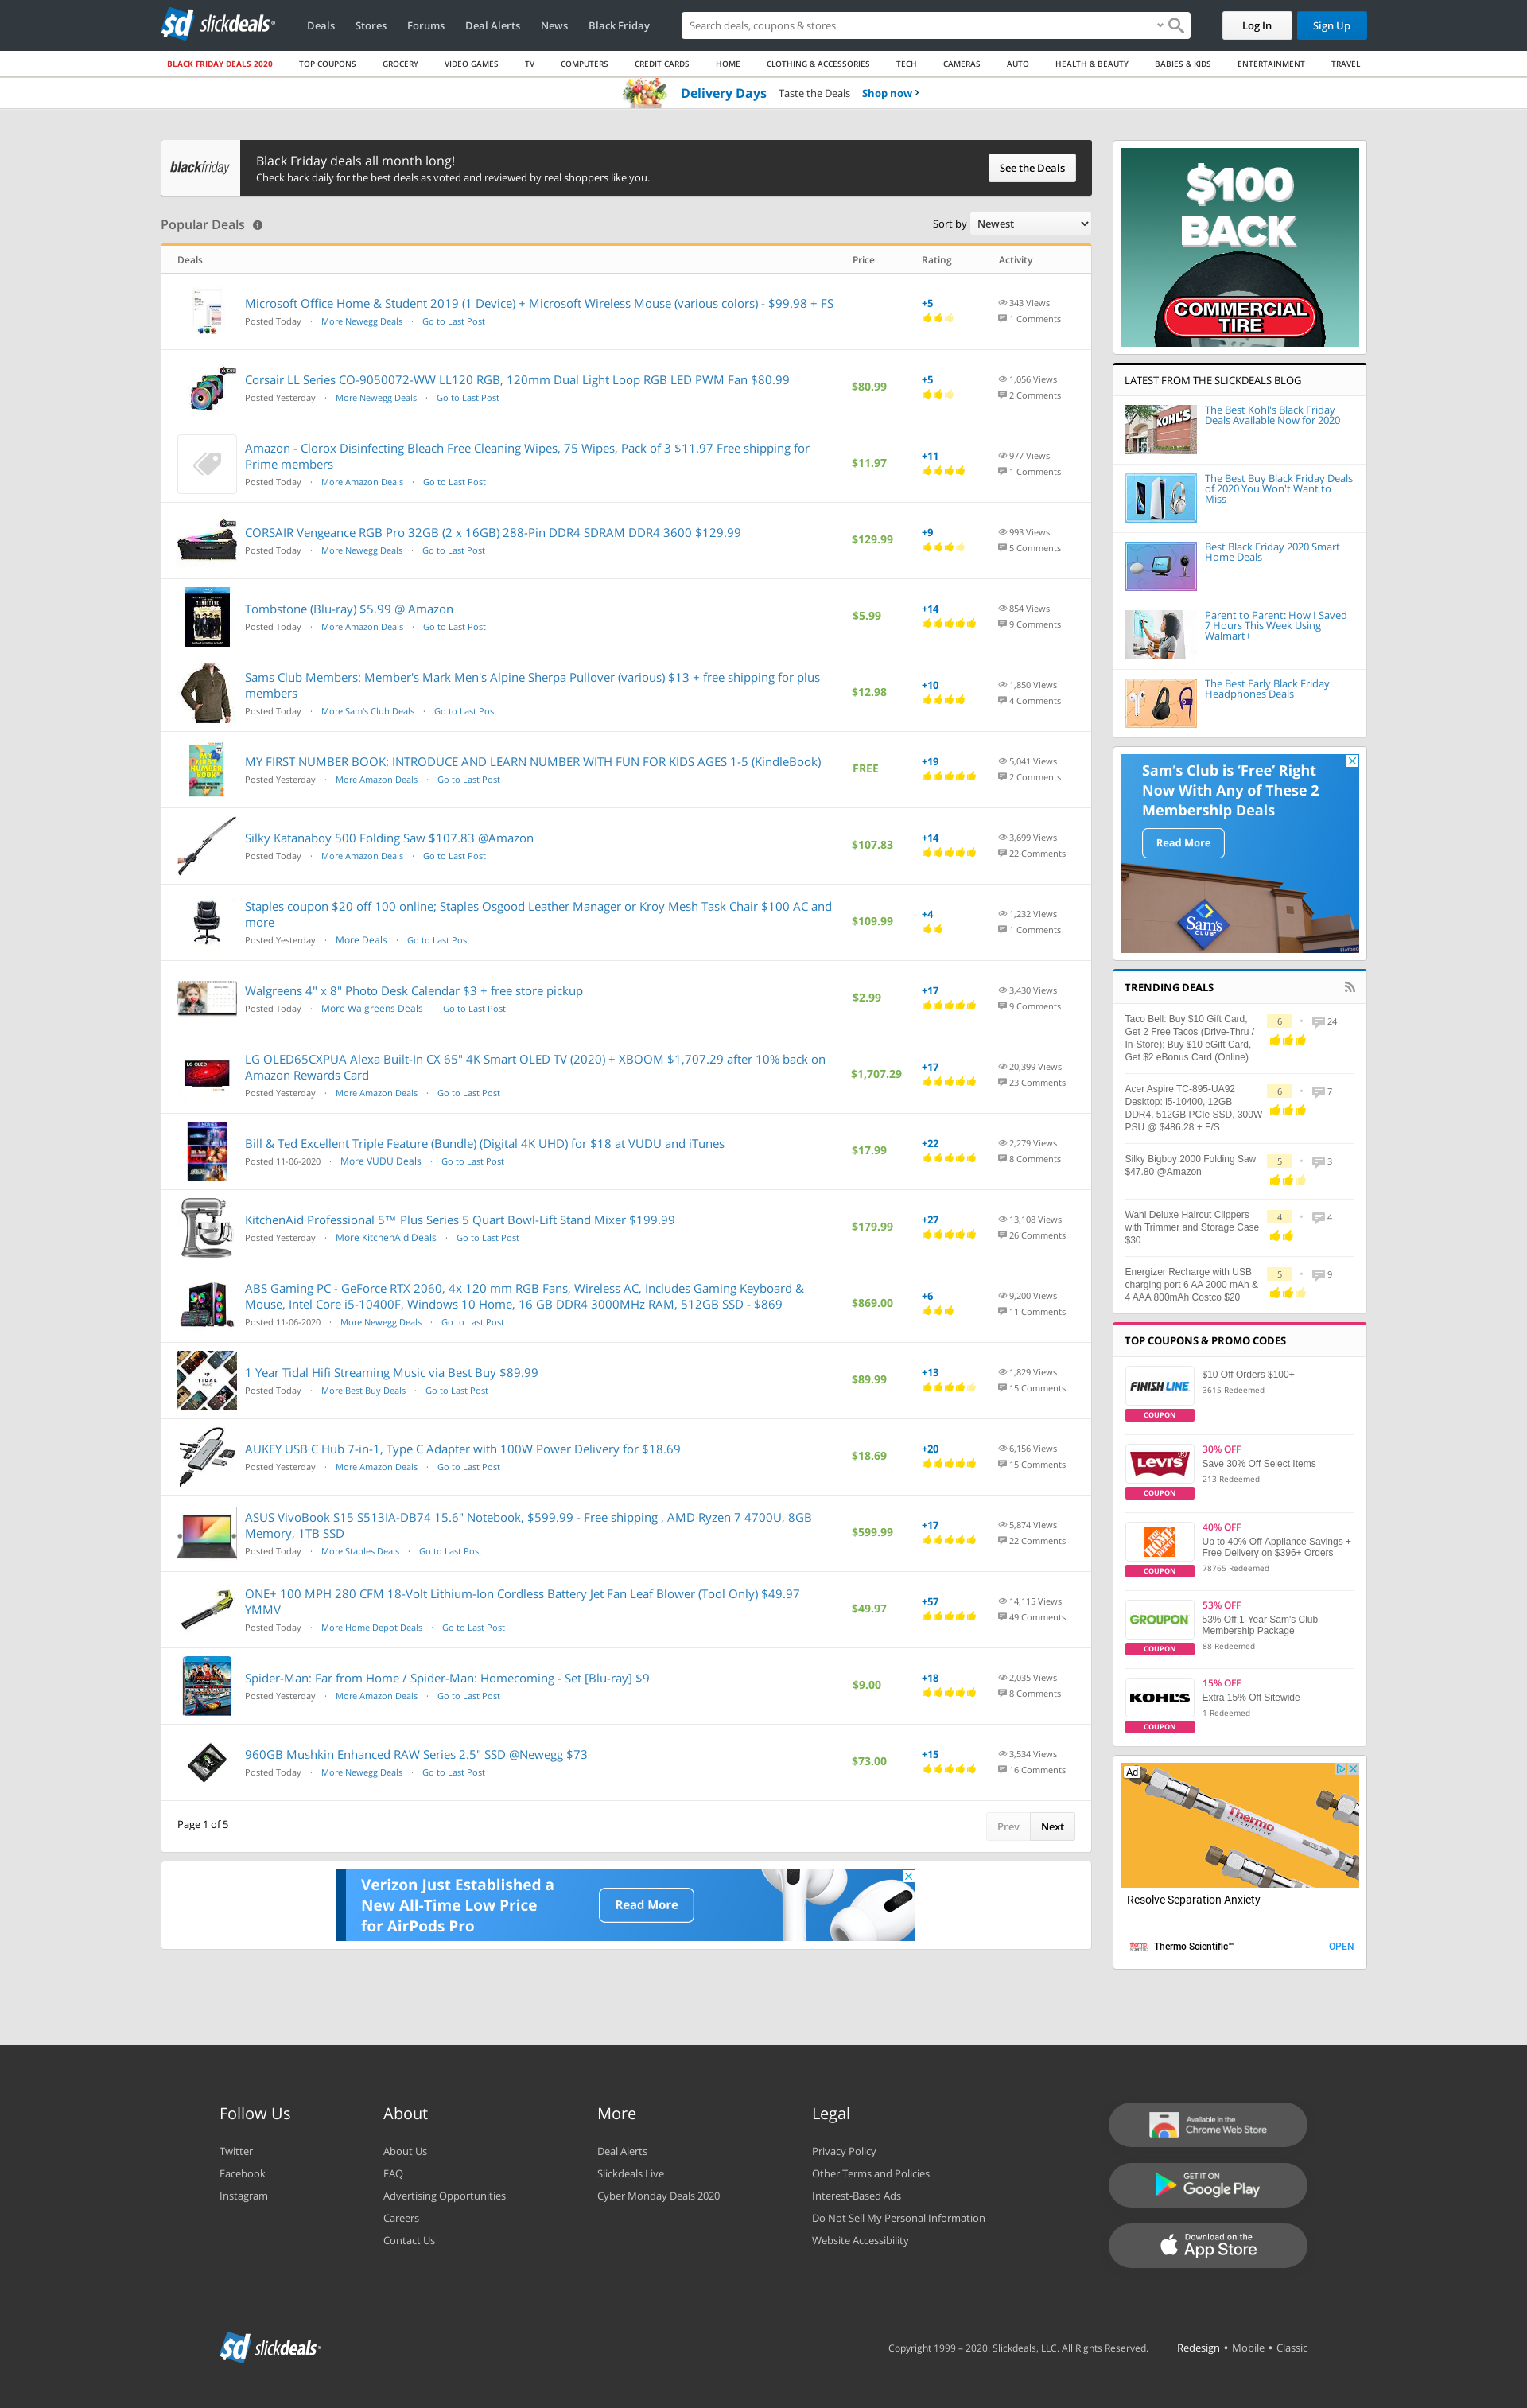 slickdeals
Deals
Stores
Forums
Deal Alerts
News
Black Friday
Search deals, coupons & stores
Log In
Sign Up
BLACK FRIDAY DEALS 2020
TOP COUPONS
GROCERY
VIDEO GAMES
TV
COMPUTERS
CREDIT CARDS
HOME
CLOTHING & ACCESSORIES
TECH
CAMERAS
AUTO
HEALTH & BEAUTY
BABIES & KIDS
ENTERTAINMENT
TRAVEL
Delivery Days Taste the Deals Shop now
blackfriday
Black Friday deals all month long!
Check back daily for the best deals as voted and reviewed by real shoppers like you.
See the Deals
Popular Deals
Sort by Newest
Deals Price Rating Activity
Microsoft Office Home & Student 2019 (1 Device) + Microsoft Wireless Mouse (various colors) - $99.98 + FS
Posted Today · More Newegg Deals · Go to Last Post
+5
343 Views
1 Comments
Corsair LL Series CO-9050072-WW LL120 RGB, 120mm Dual Light Loop RGB LED PWM Fan $80.99
Posted Yesterday · More Newegg Deals · Go to Last Post
$80.99
+5
1,056 Views
2 Comments
Amazon - Clorox Disinfecting Bleach Free Cleaning Wipes, 75 Wipes, Pack of 3 $11.97 Free shipping for
Prime members
Posted Today · More Amazon Deals · Go to Last Post
$11.97
+11
977 Views
1 Comments
CORSAIR Vengeance RGB Pro 32GB (2 x 16GB) 288-Pin DDR4 SDRAM DDR4 3600 $129.99
Posted Today · More Newegg Deals · Go to Last Post
$129.99
+9
993 Views
5 Comments
Tombstone (Blu-ray) $5.99 @ Amazon
Posted Today · More Amazon Deals · Go to Last Post
$5.99
+14
854 Views
9 Comments
Sams Club Members: Member's Mark Men's Alpine Sherpa Pullover (various) $13 + free shipping for plus
members
Posted Today · More Sam's Club Deals · Go to Last Post
$12.98
+10
1,850 Views
4 Comments
MY FIRST NUMBER BOOK: INTRODUCE AND LEARN NUMBER WITH FUN FOR KIDS AGES 1-5 (KindleBook)
Posted Yesterday · More Amazon Deals · Go to Last Post
FREE
+19
5,041 Views
2 Comments
Silky Katanaboy 500 Folding Saw $107.83 @Amazon
Posted Today · More Amazon Deals · Go to Last Post
$107.83
+14
3,699 Views
22 Comments
Staples coupon $20 off 100 online; Staples Osgood Leather Manager or Kroy Mesh Task Chair $100 AC and
more
Posted Yesterday · More Deals · Go to Last Post
$109.99
+4
1,232 Views
1 Comments
Walgreens 4" x 8" Photo Desk Calendar $3 + free store pickup
Posted Today · More Walgreens Deals · Go to Last Post
$2.99
+17
3,430 Views
9 Comments
LG OLED65CXPUA Alexa Built-In CX 65" 4K Smart OLED TV (2020) + XBOOM $1,707.29 after 10% back on
Amazon Rewards Card
Posted Yesterday · More Amazon Deals · Go to Last Post
$1,707.29
+17
20,399 Views
23 Comments
Bill & Ted Excellent Triple Feature (Bundle) (Digital 4K UHD) for $18 at VUDU and iTunes
Posted 11-06-2020 · More VUDU Deals · Go to Last Post
$17.99
+22
2,279 Views
8 Comments
KitchenAid Professional 5™ Plus Series 5 Quart Bowl-Lift Stand Mixer $199.99
Posted Yesterday · More KitchenAid Deals · Go to Last Post
$179.99
+27
13,108 Views
26 Comments
ABS Gaming PC - GeForce RTX 2060, 4x 120 mm RGB Fans, Wireless AC, Includes Gaming Keyboard &
Mouse, Intel Core i5-10400F, Windows 10 Home, 16 GB DDR4 3000MHz RAM, 512GB SSD - $869
Posted 11-06-2020 · More Newegg Deals · Go to Last Post
$869.00
+6
9,200 Views
11 Comments
1 Year Tidal Hifi Streaming Music via Best Buy $89.99
Posted Today · More Best Buy Deals · Go to Last Post
$89.99
+13
1,829 Views
15 Comments
AUKEY USB C Hub 7-in-1, Type C Adapter with 100W Power Delivery for $18.69
Posted Yesterday · More Amazon Deals · Go to Last Post
$18.69
+20
6,156 Views
15 Comments
ASUS VivoBook S15 S513IA-DB74 15.6" Notebook, $599.99 - Free shipping , AMD Ryzen 7 4700U, 8GB
Memory, 1TB SSD
Posted Today · More Staples Deals · Go to Last Post
$599.99
+17
5,874 Views
22 Comments
ONE+ 100 MPH 280 CFM 18-Volt Lithium-Ion Cordless Battery Jet Fan Leaf Blower (Tool Only) $49.97
YMMV
Posted Today · More Home Depot Deals · Go to Last Post
$49.97
+57
14,115 Views
49 Comments
Spider-Man: Far from Home / Spider-Man: Homecoming - Set [Blu-ray] $9
Posted Yesterday · More Amazon Deals · Go to Last Post
$9.00
+18
2,035 Views
8 Comments
960GB Mushkin Enhanced RAW Series 2.5" SSD @Newegg $73
Posted Today · More Newegg Deals · Go to Last Post
$73.00
+15
3,534 Views
16 Comments
Page 1 of 5
Prev
Next
Verizon Just Established a
New All-Time Low Price
for AirPods Pro
Read More
$100
BACK
COMMERCIAL
TIRE
LATEST FROM THE SLICKDEALS BLOG
KOHL'S
The Best Kohl's Black Friday
Deals Available Now for 2020
The Best Buy Black Friday Deals
of 2020 You Won't Want to
Miss
Best Black Friday 2020 Smart
Home Deals
Parent to Parent: How I Saved
7 Hours This Week Using
Walmart+
The Best Early Black Friday
Headphones Deals
Sam's Club is 'Free' Right
Now With Any of These 2
Membership Deals
Read More
Sam's
CLUB
TRENDING DEALS
Taco Bell: Buy $10 Gift Card,
Get 2 Free Tacos (Drive-Thru /
In-Store); Buy $10 eGift Card,
Get $2 eBonus Card (Online)
6 • 24
Acer Aspire TC-895-UA92
Desktop: i5-10400, 12GB
DDR4, 512GB PCIe SSD, 300W
PSU @ $486.28 + F/S
6 • 7
Silky Bigboy 2000 Folding Saw
$47.80 @Amazon
5 • 3
Wahl Deluxe Haircut Clippers
with Trimmer and Storage Case
$30
4 • 4
Energizer Recharge with USB
charging port 6 AA 2000 mAh &
4 AAA 800mAh Costco $20
5 • 9
TOP COUPONS & PROMO CODES
FINISH LINE
COUPON
$10 Off Orders $100+
3615 Redeemed
LEVI'S
COUPON
30% OFF
Save 30% Off Select Items
213 Redeemed
THE HOME DEPOT
COUPON
40% OFF
Up to 40% Off Appliance Savings +
Free Delivery on $396+ Orders
78765 Redeemed
GROUPON
COUPON
53% OFF
53% Off 1-Year Sam's Club
Membership Package
88 Redeemed
KOHL'S
COUPON
15% OFF
Extra 15% Off Sitewide
1 Redeemed
Ad
Thermo
SCIENTIFIC
Resolve Separation Anxiety
Thermo Scientific™
OPEN
Follow Us
Twitter
Facebook
Instagram
About
About Us
FAQ
Advertising Opportunities
Careers
Contact Us
More
Deal Alerts
Slickdeals Live
Cyber Monday Deals 2020
Legal
Privacy Policy
Other Terms and Policies
Interest-Based Ads
Do Not Sell My Personal Information
Website Accessibility
Available in the
Chrome Web Store
GET IT ON
Google Play
Download on the
App Store
slickdeals
Copyright 1999 – 2020. Slickdeals, LLC. All Rights Reserved.
Redesign • Mobile • Classic